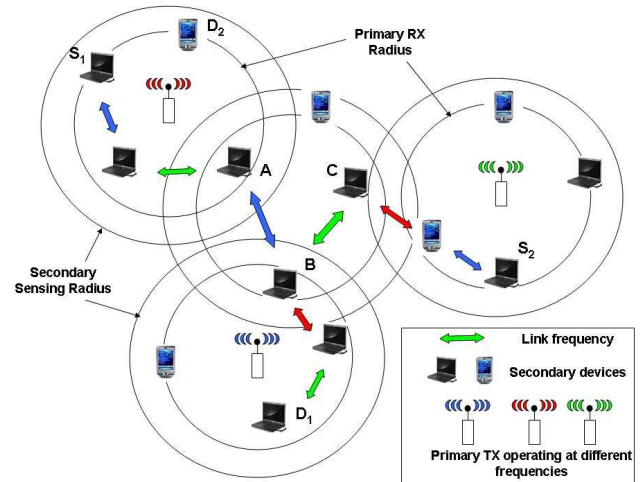 D2
S1
Primary RX
Radius
A
C
S2
B
Secondary
Sensing Radius
D1
Link frequency
Secondary devices
Primary TX operating at different
frequencies